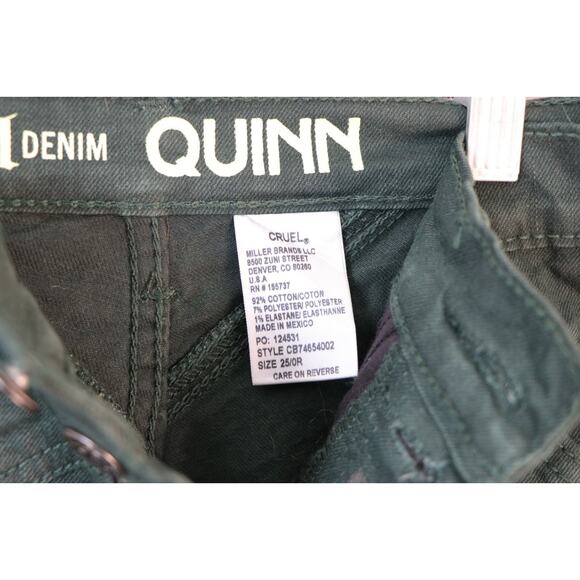 DENIM QUINN
CRUEL®
MILLER BRANDS LLC
8500 ZUNI STREET
DENVER, CO 80260
U.S.A
RN # 155737
92% COTTON/COTON
7% POLYESTER/ POLYESTER
1% ELASTANE/ ELASTHANNE
MADE IN MEXICO
PO: 124531
STYLE CB74654002
SIZE 25/0R
CARE ON REVERSE